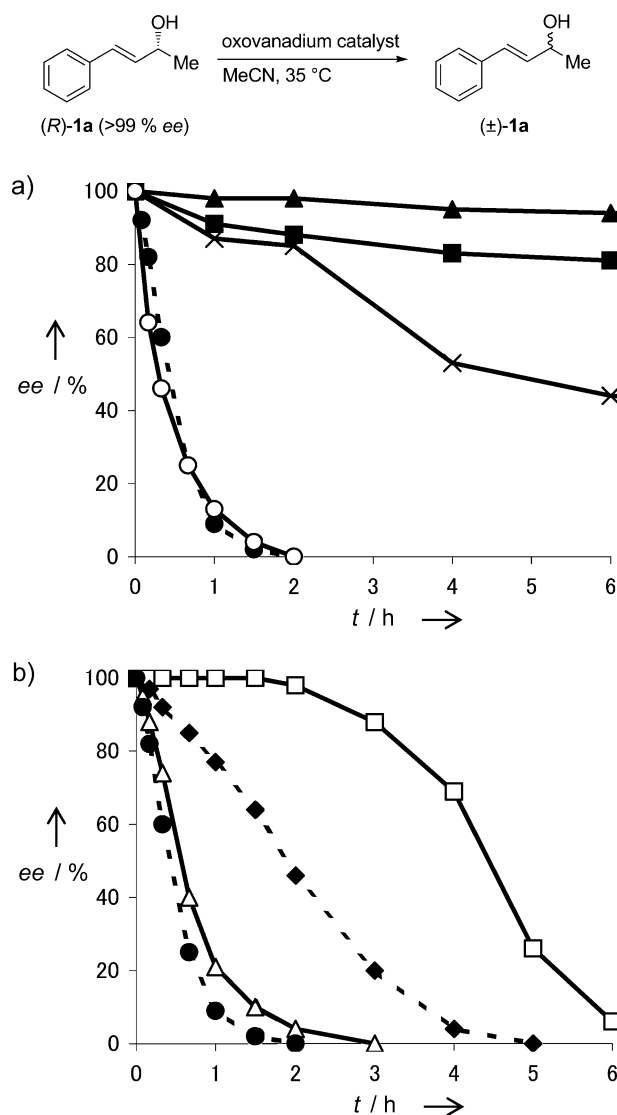 OH
OH
oxovanadium catalyst
Me
MeCN, 35 °C
Me
(R)-1a (>99 % ee)
(±)-1a
a)
100
80
60
40
20
0
ee / %
0 1 2 3 4 5 6
t / h
b)
100
80
60
40
20
0
ee / %
0 1 2 3 4 5 6
t / h